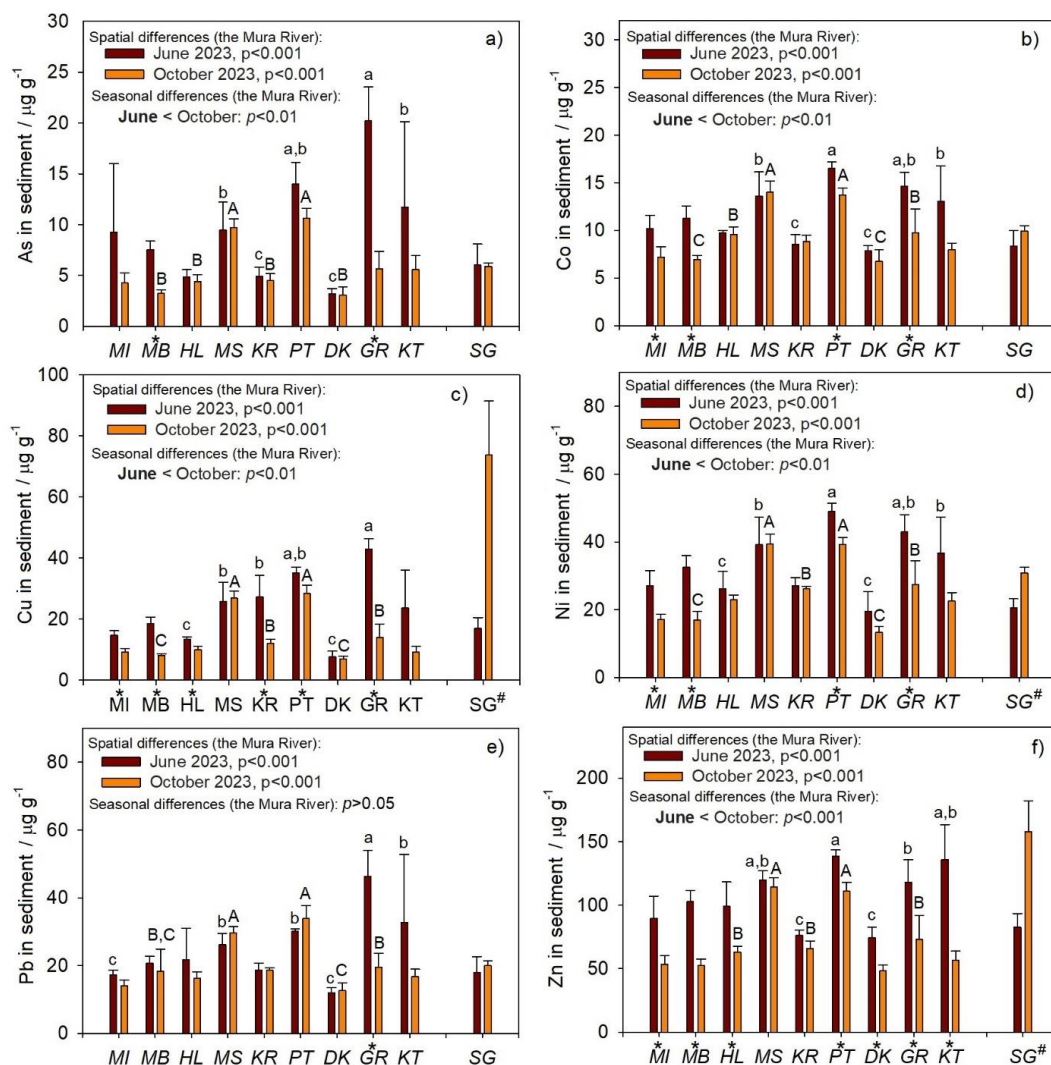 a)
As in sediment / µg g⁻¹
30
25
20
15
10
5
0
Spatial differences (the Mura River):
June 2023, p<0.001
October 2023, p<0.001
Seasonal differences (the Mura River):
June < October: p<0.01
B B b A c B a,b A c B a b
MI MB* HL MS KR PT DK GR* KT SG
b)
Co in sediment / µg g⁻¹
30
25
20
15
10
5
0
Spatial differences (the Mura River):
June 2023, p<0.001
October 2023, p<0.001
Seasonal differences (the Mura River):
June < October: p<0.01
C B b A c a A c C a,b B b
MI* MB* HL MS KR PT* DK GR* KT SG
c)
Cu in sediment / µg g⁻¹
100
80
60
40
20
0
Spatial differences (the Mura River):
June 2023, p<0.001
October 2023, p<0.001
Seasonal differences (the Mura River):
June < October: p<0.01
C c b A b B a,b A c C a B
MI* MB* HL* MS KR* PT* DK GR* KT SG#
d)
Ni in sediment / µg g⁻¹
80
60
40
20
0
Spatial differences (the Mura River):
June 2023, p<0.001
October 2023, p<0.001
Seasonal differences (the Mura River):
June < October: p<0.01
C c b A B a A c C a,b B b
MI* MB* HL MS KR PT* DK GR* KT SG#
e)
Pb in sediment / µg g⁻¹
80
60
40
20
0
Spatial differences (the Mura River):
June 2023, p<0.001
October 2023, p<0.001
Seasonal differences (the Mura River): p>0.05
c B,C b A b A c C a B b
MI MB HL MS KR PT DK GR* KT SG
f)
Zn in sediment / µg g⁻¹
200
150
100
50
0
Spatial differences (the Mura River):
June 2023, p<0.001
October 2023, p<0.001
Seasonal differences (the Mura River):
June < October: p<0.001
B a,b A c B a A c b B a,b
MI* MB* HL* MS KR PT* DK* GR* KT* SG#